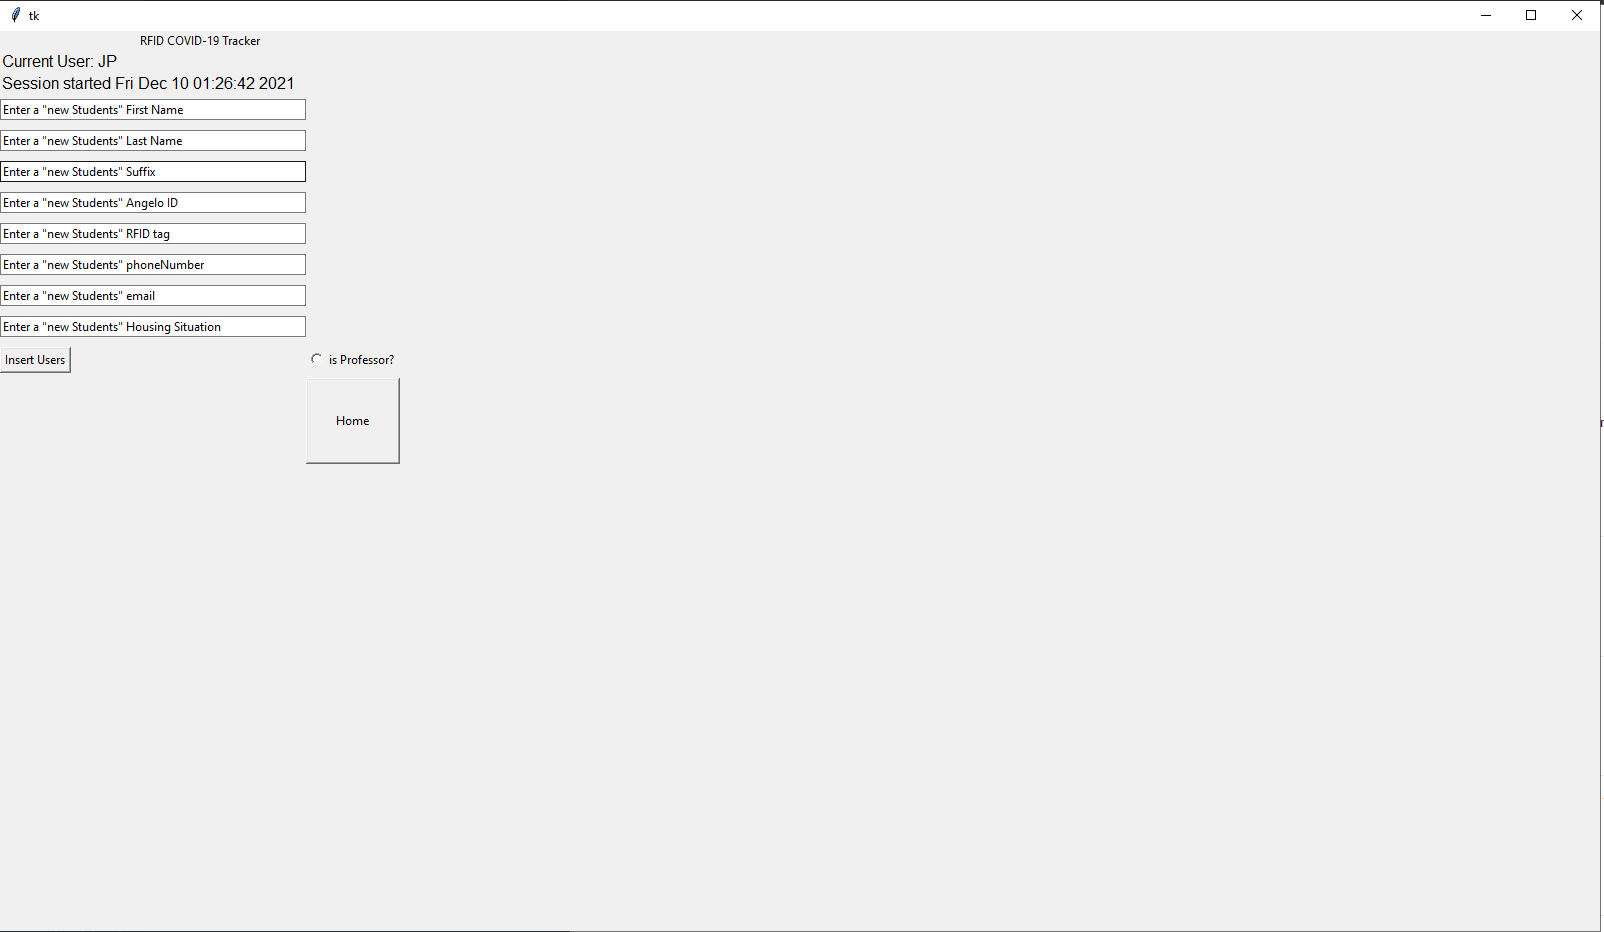 tk
RFID COVID-19 Tracker
Current User: JP
Session started Fri Dec 10 01:26:42 2021
Enter a "new Students" First Name
Enter a "new Students" Last Name
Enter a "new Students" Suffix
Enter a "new Students" Angelo ID
Enter a "new Students" RFID tag
Enter a "new Students" phoneNumber
Enter a "new Students" email
Enter a "new Students" Housing Situation
Insert Users
is Professor?
Home